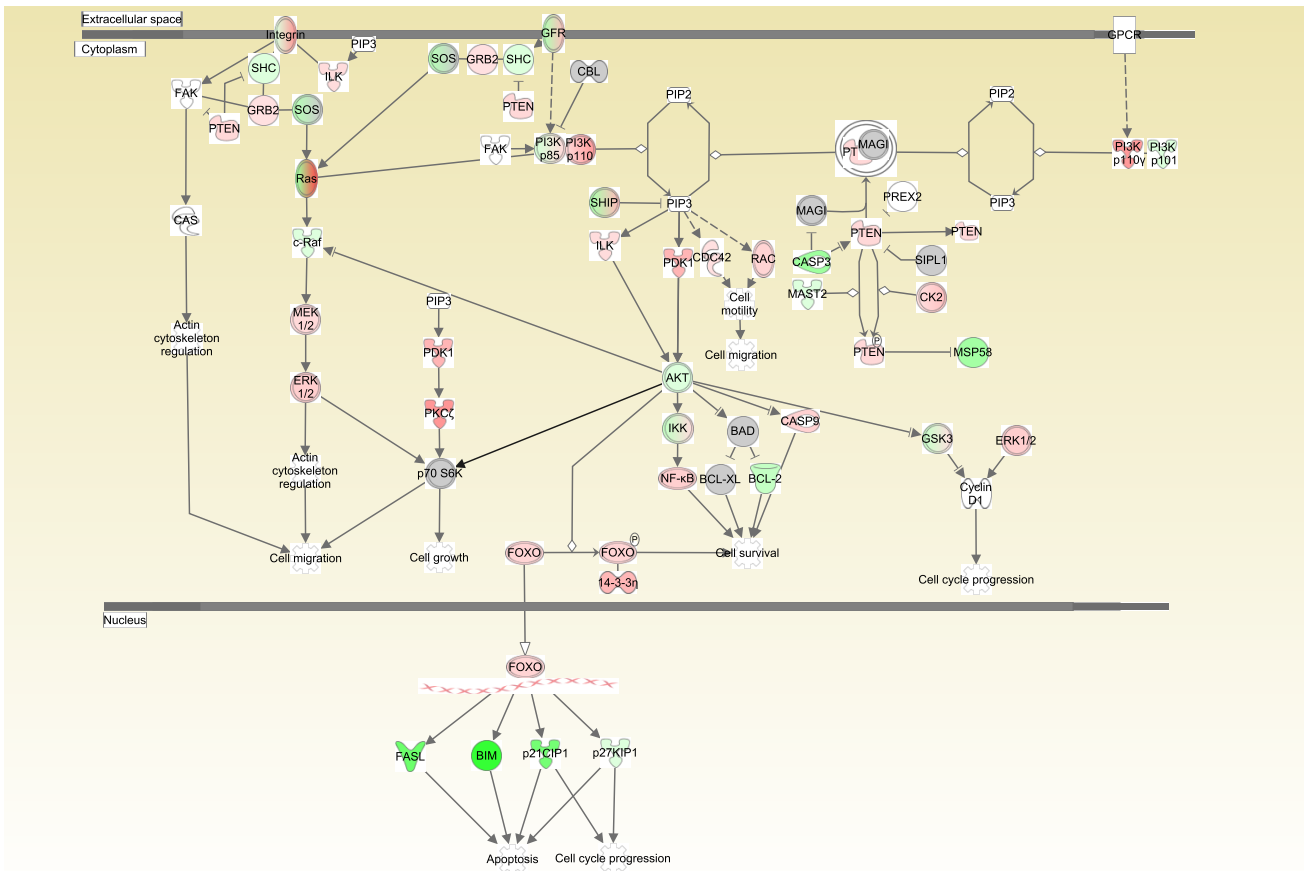 Extracellular space
Cytoplasm
Integrin
PIP3
SHC
ILK
FAK
GRB2
SOS
PTEN
SOS
GRB2
SHC
GFR
CBL
PTEN
FAK
PI3K
p85
PI3K
p110
PIP2
PIP3
PT
MAGI
PIP2
PIP3
GPCR
PI3K
p110γ
PI3K
p101
Ras
CAS
c-Raf
SHIP
ILK
PDK1
CDC42
RAC
MAGI
PREX2
PTEN
PTEN
CASP3
SIPL1
MAST2
CK2
P
PTEN
MSP58
MEK
1/2
PIP3
Cell
motility
Actin
cytoskeleton
regulation
PDK1
Cell migration
ERK
1/2
AKT
PKCζ
IKK
BAD
CASP9
GSK3
ERK1/2
Actin
cytoskeleton
regulation
p70 S6K
NF-κB
BCL-XL
BCL-2
Cyclin
D1
Cell migration
Cell growth
FOXO
P
FOXO
Cell survival
14-3-3η
Cell cycle progression
Nucleus
FOXO
FASL
BIM
p21CIP1
p27KIP1
Apoptosis
Cell cycle progression